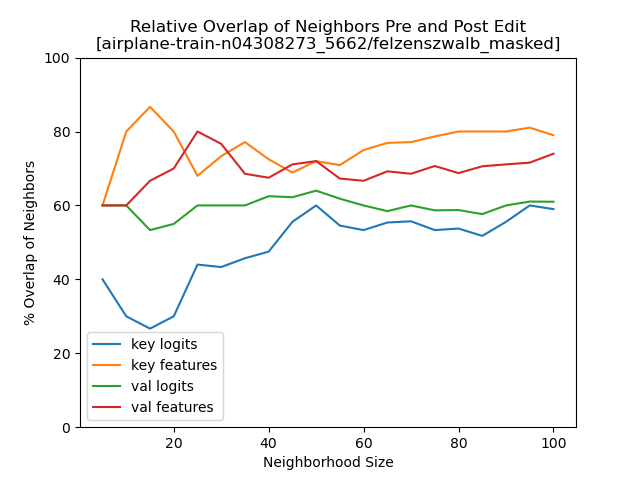 Relative Overlap of Neighbors Pre and Post Edit
[airplane-train-n04308273_5662/felzenszwalb_masked]
100
80
60
40
20
0
% Overlap of Neighbors
key logits
key features
val logits
val features
20
40
60
80
100
Neighborhood Size